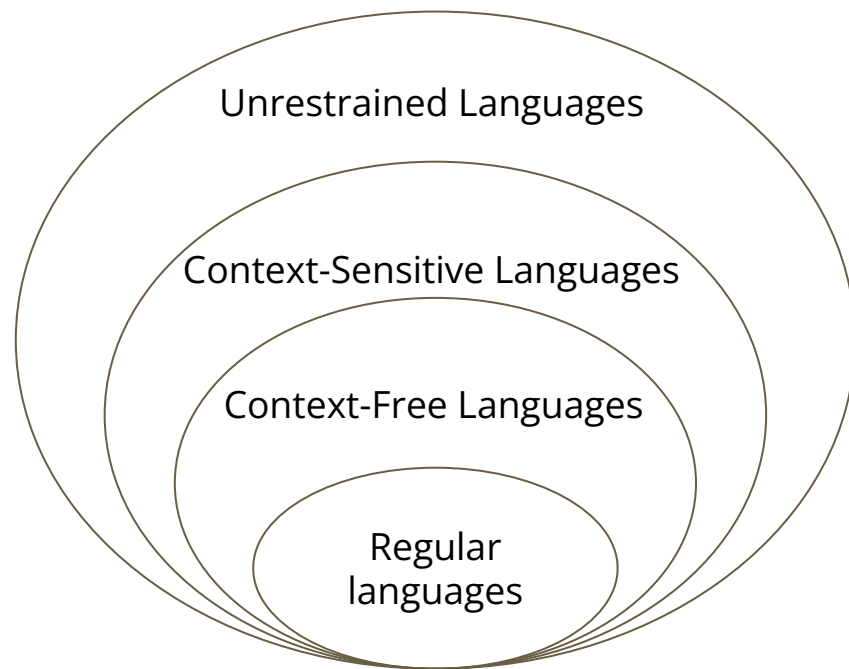 Unrestrained Languages
Context-Sensitive Languages
Context-Free Languages
Regular
languages